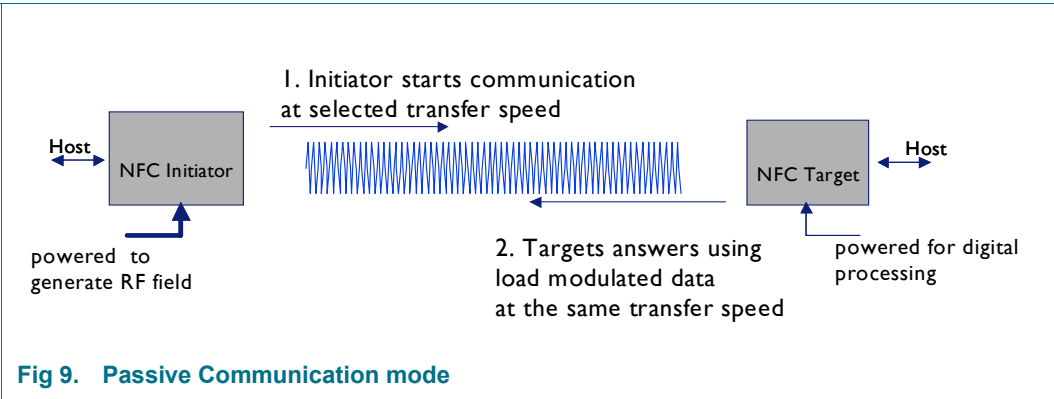 1. Initiator starts communication
at selected transfer speed
Host
NFC Initiator
Host
NFC Target
powered to
generate RF field
2. Targets answers using
load modulated data
at the same transfer speed
powered for digital
processing
Fig 9. Passive Communication mode